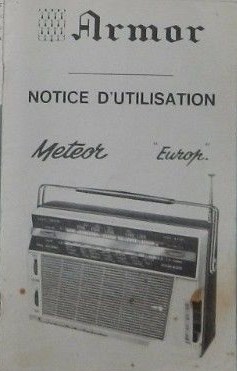 Armor
NOTICE D'UTILISATION
Meteor "Europ."